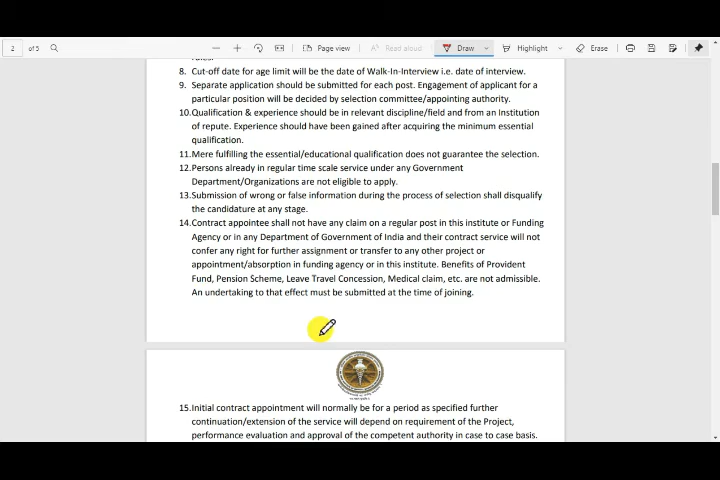 2 of 5 Page view Read aloud Draw Highlight Erase
rules.
8. Cut-off date for age limit will be the date of Walk-In-Interview i.e. date of interview.
9. Separate application should be submitted for each post. Engagement of applicant for a
particular position will be decided by selection committee/appointing authority.
10.Qualification & experience should be in relevant discipline/field and from an Institution
of repute. Experience should have been gained after acquiring the minimum essential
qualification.
11.Mere fulfilling the essential/educational qualification does not guarantee the selection.
12.Persons already in regular time scale service under any Government
Department/Organizations are not eligible to apply.
13.Submission of wrong or false information during the process of selection shall disqualify
the candidature at any stage.
14.Contract appointee shall not have any claim on a regular post in this institute or Funding
Agency or in any Department of Government of India and their contract service will not
confer any right for further assignment or transfer to any other project or
appointment/absorption in funding agency or in this institute. Benefits of Provident
Fund, Pension Scheme, Leave Travel Concession, Medical claim, etc. are not admissible.
An undertaking to that effect must be submitted at the time of joining.
15.Initial contract appointment will normally be for a period as specified further
continuation/extension of the service will depend on requirement of the Project,
performance evaluation and approval of the competent authority in case to case basis.